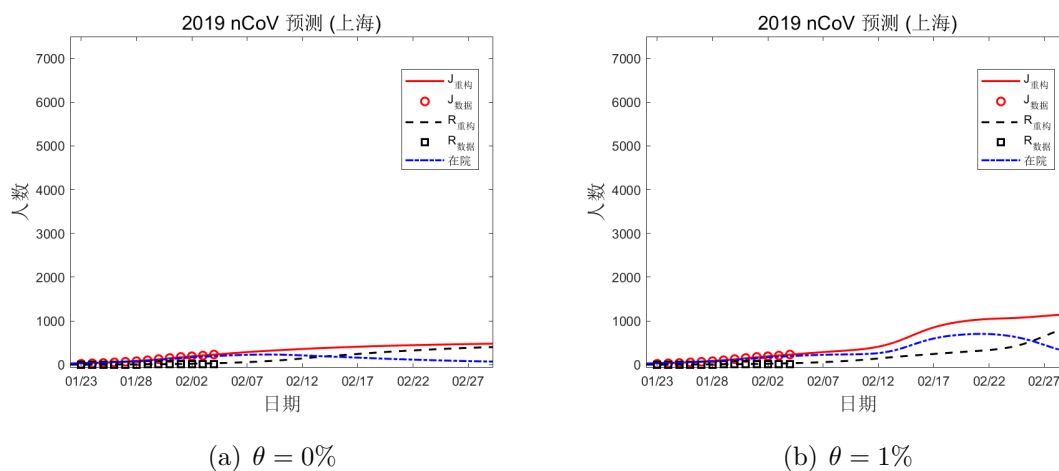 2019 nCoV 预测 (上海)
7000
6000
5000
4000
3000
2000
1000
0
人数
J重构
J数据
R重构
R数据
在院
01/23 01/28 02/02 02/07 02/12 02/17 02/22 02/27
日期
(a) θ = 0%
2019 nCoV 预测 (上海)
7000
6000
5000
4000
3000
2000
1000
0
人数
J重构
J数据
R重构
R数据
在院
01/23 01/28 02/02 02/07 02/12 02/17 02/22 02/27
日期
(b) θ = 1%